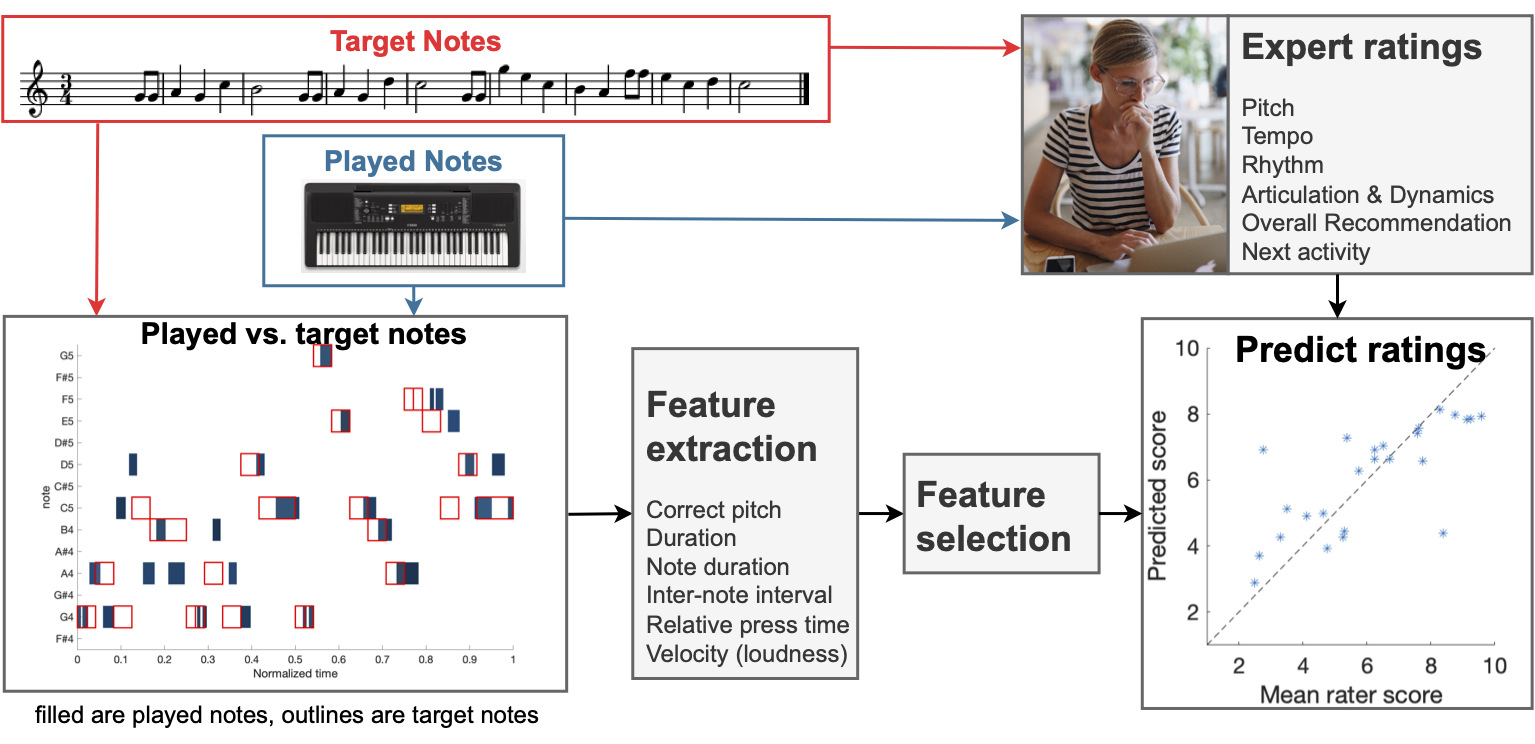 Target Notes
3
4
Played Notes
Expert ratings
Pitch
Tempo
Rhythm
Articulation & Dynamics
Overall Recommendation
Next activity
Played vs. target notes
G5
F#5
F5
E5
D#5
D5
C#5
C5
B4
A#4
A4
G#4
G4
F#4
note
0 0.1 0.2 0.3 0.4 0.5 0.6 0.7 0.8 0.9 1
Normalized time
filled are played notes, outlines are target notes
Feature
extraction
Correct pitch
Duration
Note duration
Inter-note interval
Relative press time
Velocity (loudness)
Feature
selection
Predict ratings
10
8
6
4
2
Predicted score
2 4 6 8 10
Mean rater score